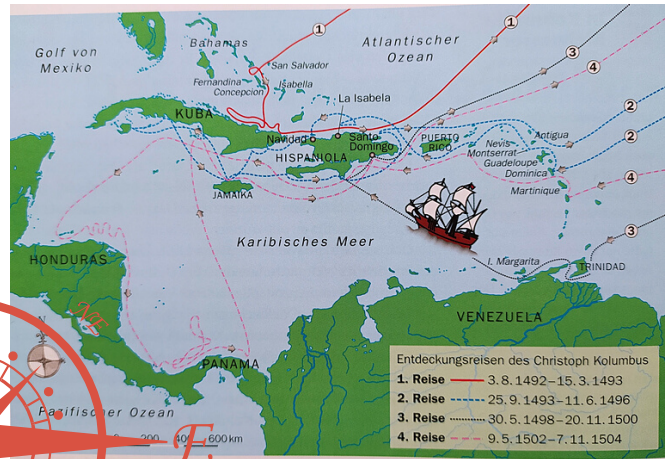 1
1
Bahamas
Golf von
Mexiko
Atlantischer
Ozean
3
San Salvador
4
Fernandina
Concepcion
Isabella
La Isabela
2
KUBA
Navidad
Santo
Domingo
PUERTO
RICO
Antigua
2
HISPANIOLA
Nevis
Montserrat
Guadeloupe
Dominica
4
JAMAIKA
Martinique
3
Karibisches Meer
HONDURAS
I. Margarita
TRINIDAD
NE
VENEZUELA
N
PANAMA
Entdeckungsreisen des Christoph Kolumbus
1. Reise 3.8.1492–15.3.1493
2. Reise 25.9.1493–11.6.1496
3. Reise 30.5.1498–20.11.1500
4. Reise 9.5.1502–7.11.1504
Pazifischer Ozean
0 200 400 600 km
E